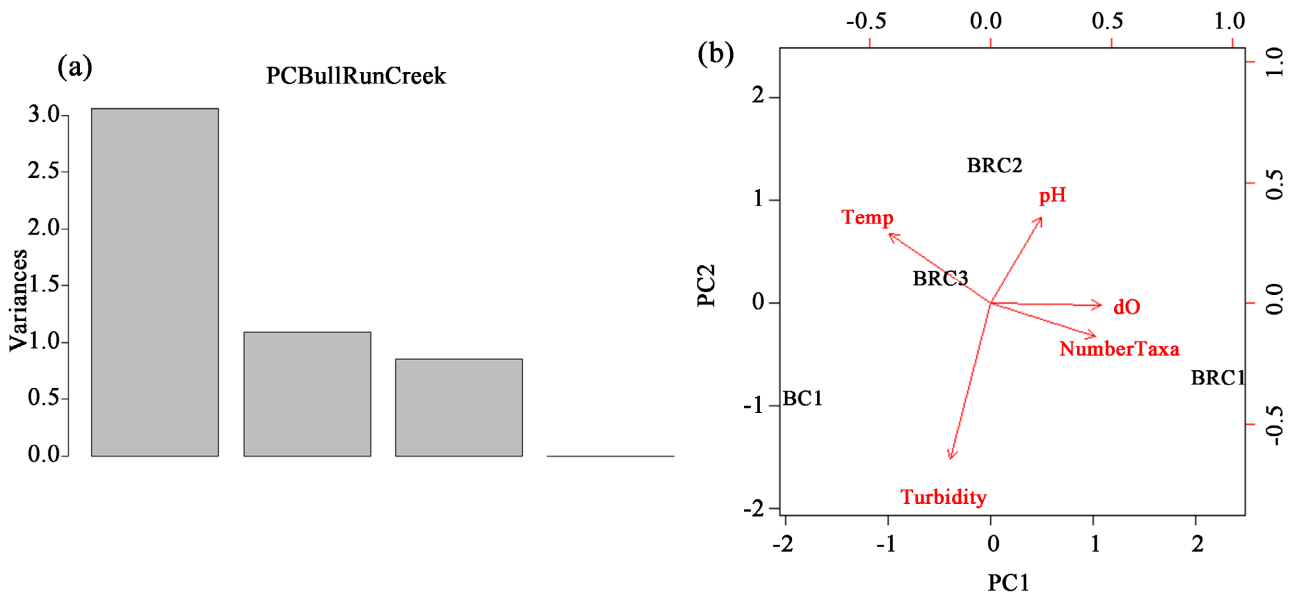 (a)
PCBullRunCreek
3.0
2.5
2.0
1.5
1.0
0.5
0.0
Variances
(b)
-0.4
0.0
0.5
1.0
2
1
0
-1
-2
PC2
1.0
0.5
0.0
-0.5
BRC2
pH
Temp
BRC3
dO
NumberTaxa
BRC1
BC1
Turbidity
-2
-1
0
1
2
PC1